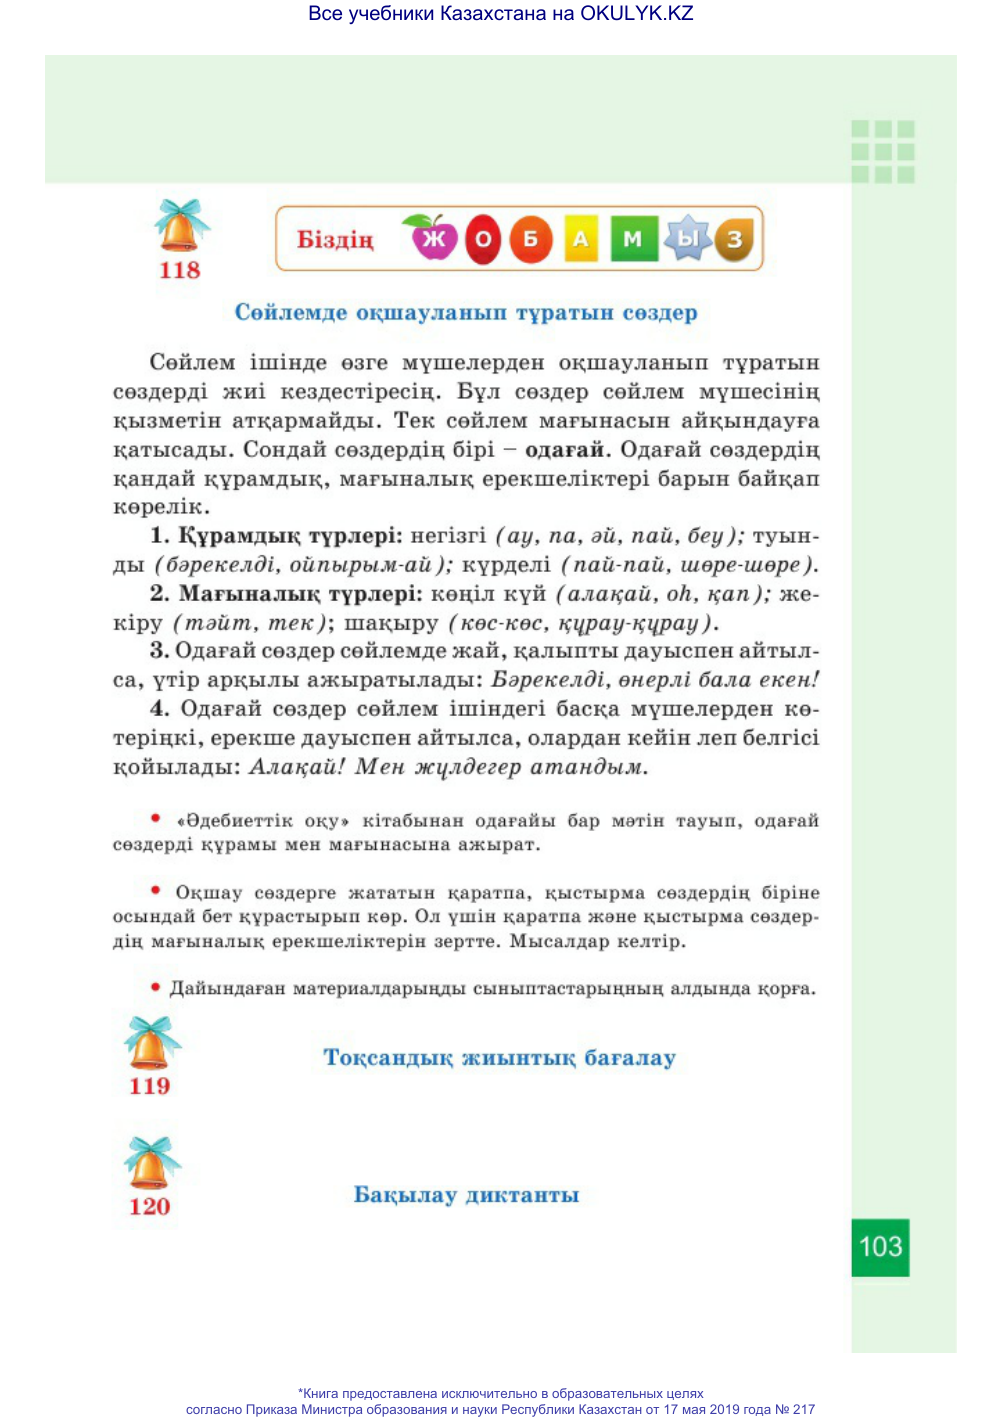 Все учебники Казахстана на OKULYK.KZ
118
Біздің ЖОБАМЫЗ
Сөйлемде оқшауланып тұратын сөздер
Сөйлем ішінде өзге мүшелерден оқшауланып тұратын
сөздерді жиі кездестіресің. Бұл сөздер сөйлем мүшесінің
қызметін атқармайды. Тек сөйлем мағынасын айқындауға
қатысады. Сондай сөздердің бірі – одағай. Одағай сөздердің
қандай құрамдық, мағыналық ерекшеліктері барын байқап
көрелік.
1. Құрамдық түрлері: негізгі (ау, па, әй, пай, беу); туын-
ды (бәрекелді, ойпырым-ай); күрделі (пай-пай, шөре-шөре).
2. Мағыналық түрлері: көңіл күй (алақай, оһ, қап); же-
кіру (тәйт, тек); шақыру (көс-көс, құрау-құрау).
3. Одағай сөздер сөйлемде жай, қалыпты дауыспен айтыл-
са, үтір арқылы ажыратылады: Бәрекелді, өнерлі бала екен!
4. Одағай сөздер сөйлем ішіндегі басқа мүшелерден кө-
теріңкі, ерекше дауыспен айтылса, олардан кейін леп белгісі
қойылады: Алақай! Мен жүлдегер атандым.
• «Әдебиеттік оқу» кітабынан одағайы бар мәтін тауып, одағай
сөздерді құрамы мен мағынасына ажырат.
• Оқшау сөздерге жататын қаратпа, қыстырма сөздердің біріне
осындай бет құрастырып көр. Ол үшін қаратпа және қыстырма сөздер-
дің мағыналық ерекшеліктерін зертте. Мысалдар келтір.
• Дайындаған материалдарыңды сыныптастарыңның алдында қорға.
119
Тоқсандық жиынтық бағалау
120
Бақылау диктанты
103
*Книга предоставлена исключительно в образовательных целях
согласно Приказа Министра образования и науки Республики Казахстан от 17 мая 2019 года № 217